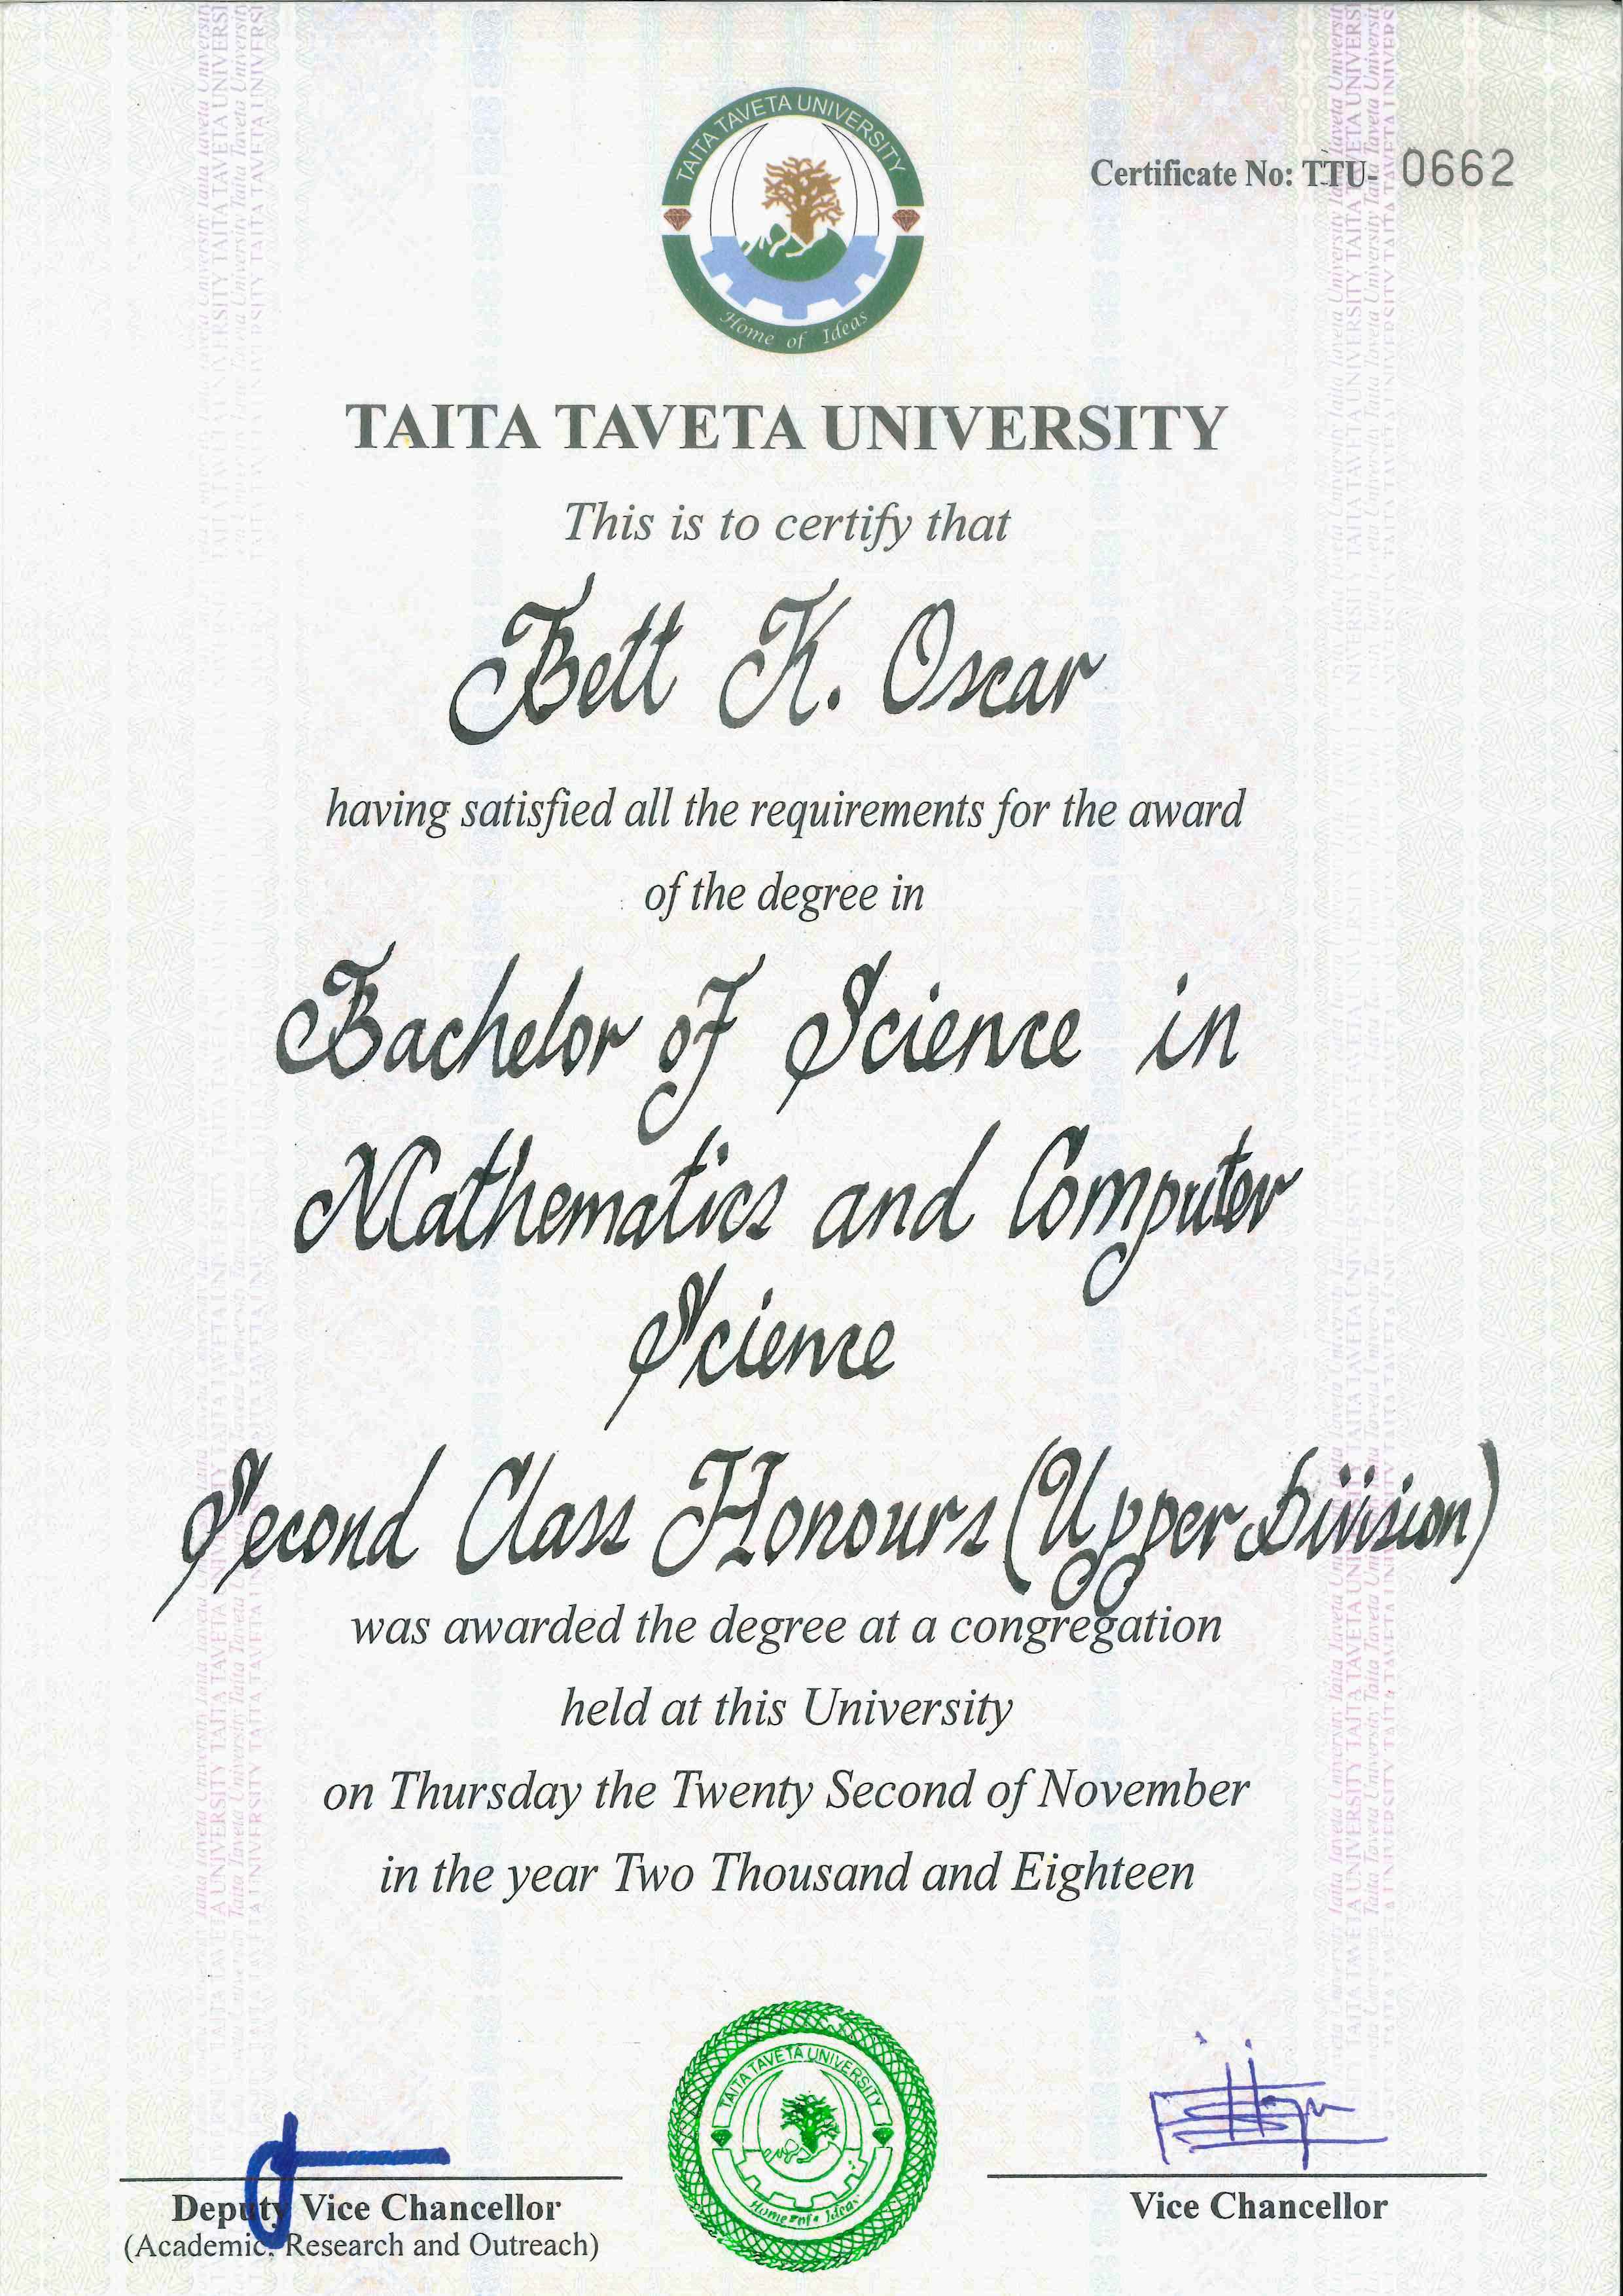 TAITA TAVETA UNIVERSITY
Home of Ideas
Certificate No: TTU- 0662
TAITA TAVETA UNIVERSITY
This is to certify that
Bett K. Oscar
having satisfied all the requirements for the award
of the degree in
Bachelor of Science in
Mathematics and Computer
Science
Second Class Honours (Upper Division)
was awarded the degree at a congregation
held at this University
on Thursday the Twenty Second of November
in the year Two Thousand and Eighteen
TAITA TAVETA UNIVERSITY
Home of Ideas
Deputy Vice Chancellor
(Academic, Research and Outreach)
Vice Chancellor